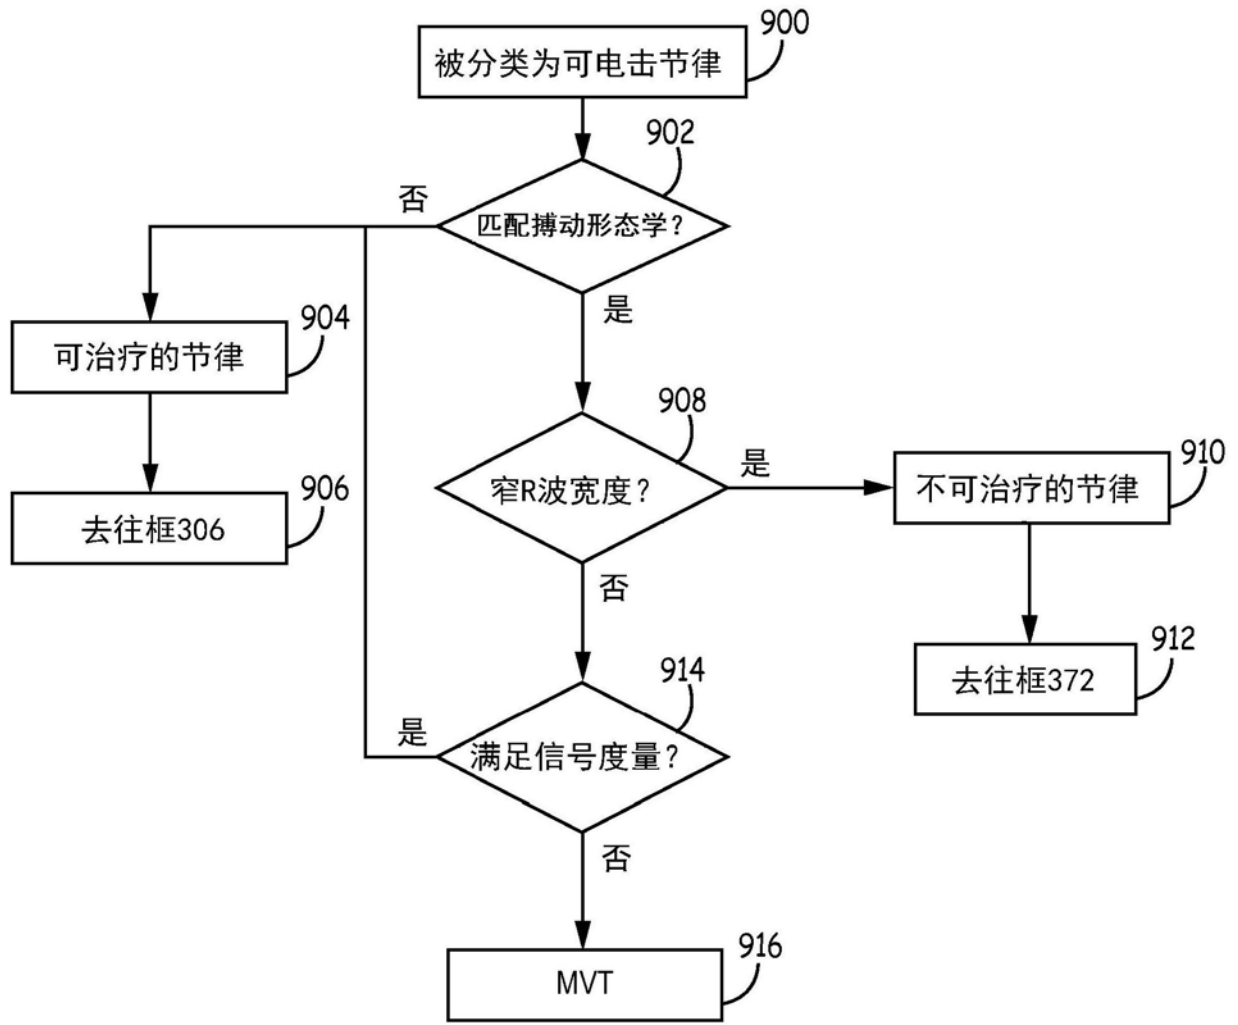 900
被分类为可电击节律
902
否
匹配搏动形态学?
是
904
可治疗的节律
908
906
去往框306
窄R波宽度?
是
910
不可治疗的节律
否
912
去往框372
914
是
满足信号度量?
否
916
MVT